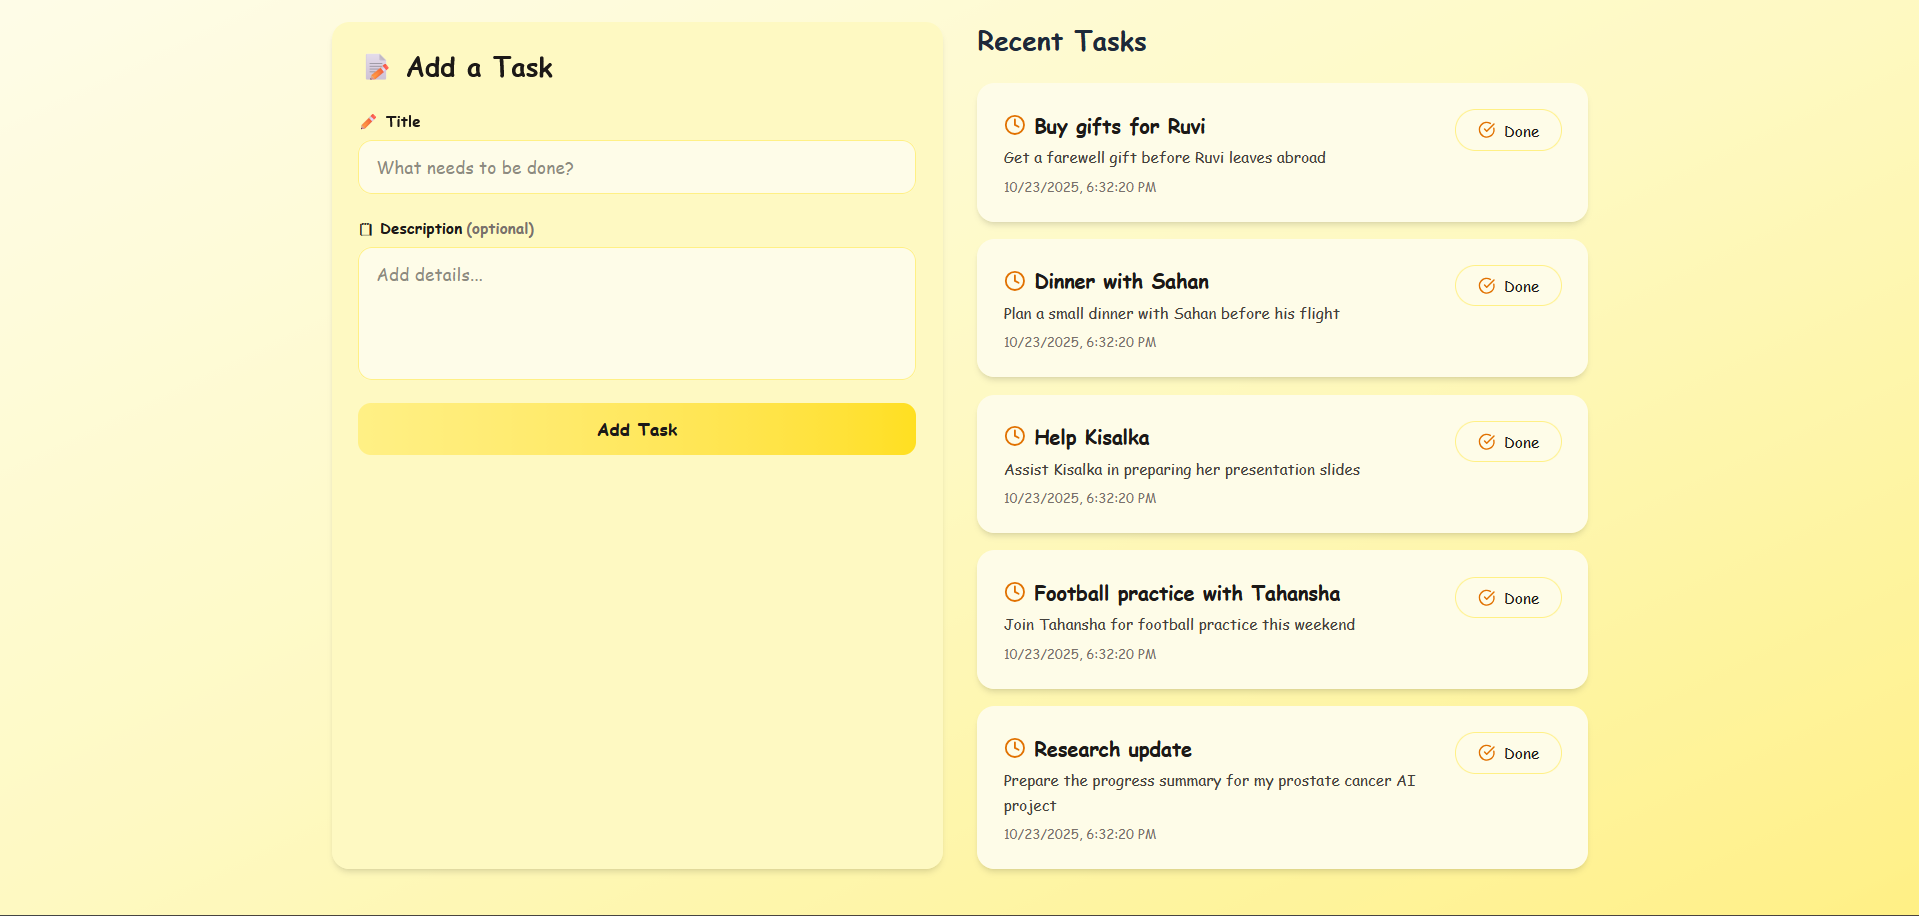 Add a Task
Title
What needs to be done?
Description (optional)
Add details...
Add Task
Recent Tasks
Buy gifts for Ruvi
Done
Get a farewell gift before Ruvi leaves abroad
10/23/2025, 6:32:20 PM
Dinner with Sahan
Done
Plan a small dinner with Sahan before his flight
10/23/2025, 6:32:20 PM
Help Kisalka
Done
Assist Kisalka in preparing her presentation slides
10/23/2025, 6:32:20 PM
Football practice with Tahansha
Done
Join Tahansha for football practice this weekend
10/23/2025, 6:32:20 PM
Research update
Done
Prepare the progress summary for my prostate cancer AI
project
10/23/2025, 6:32:20 PM